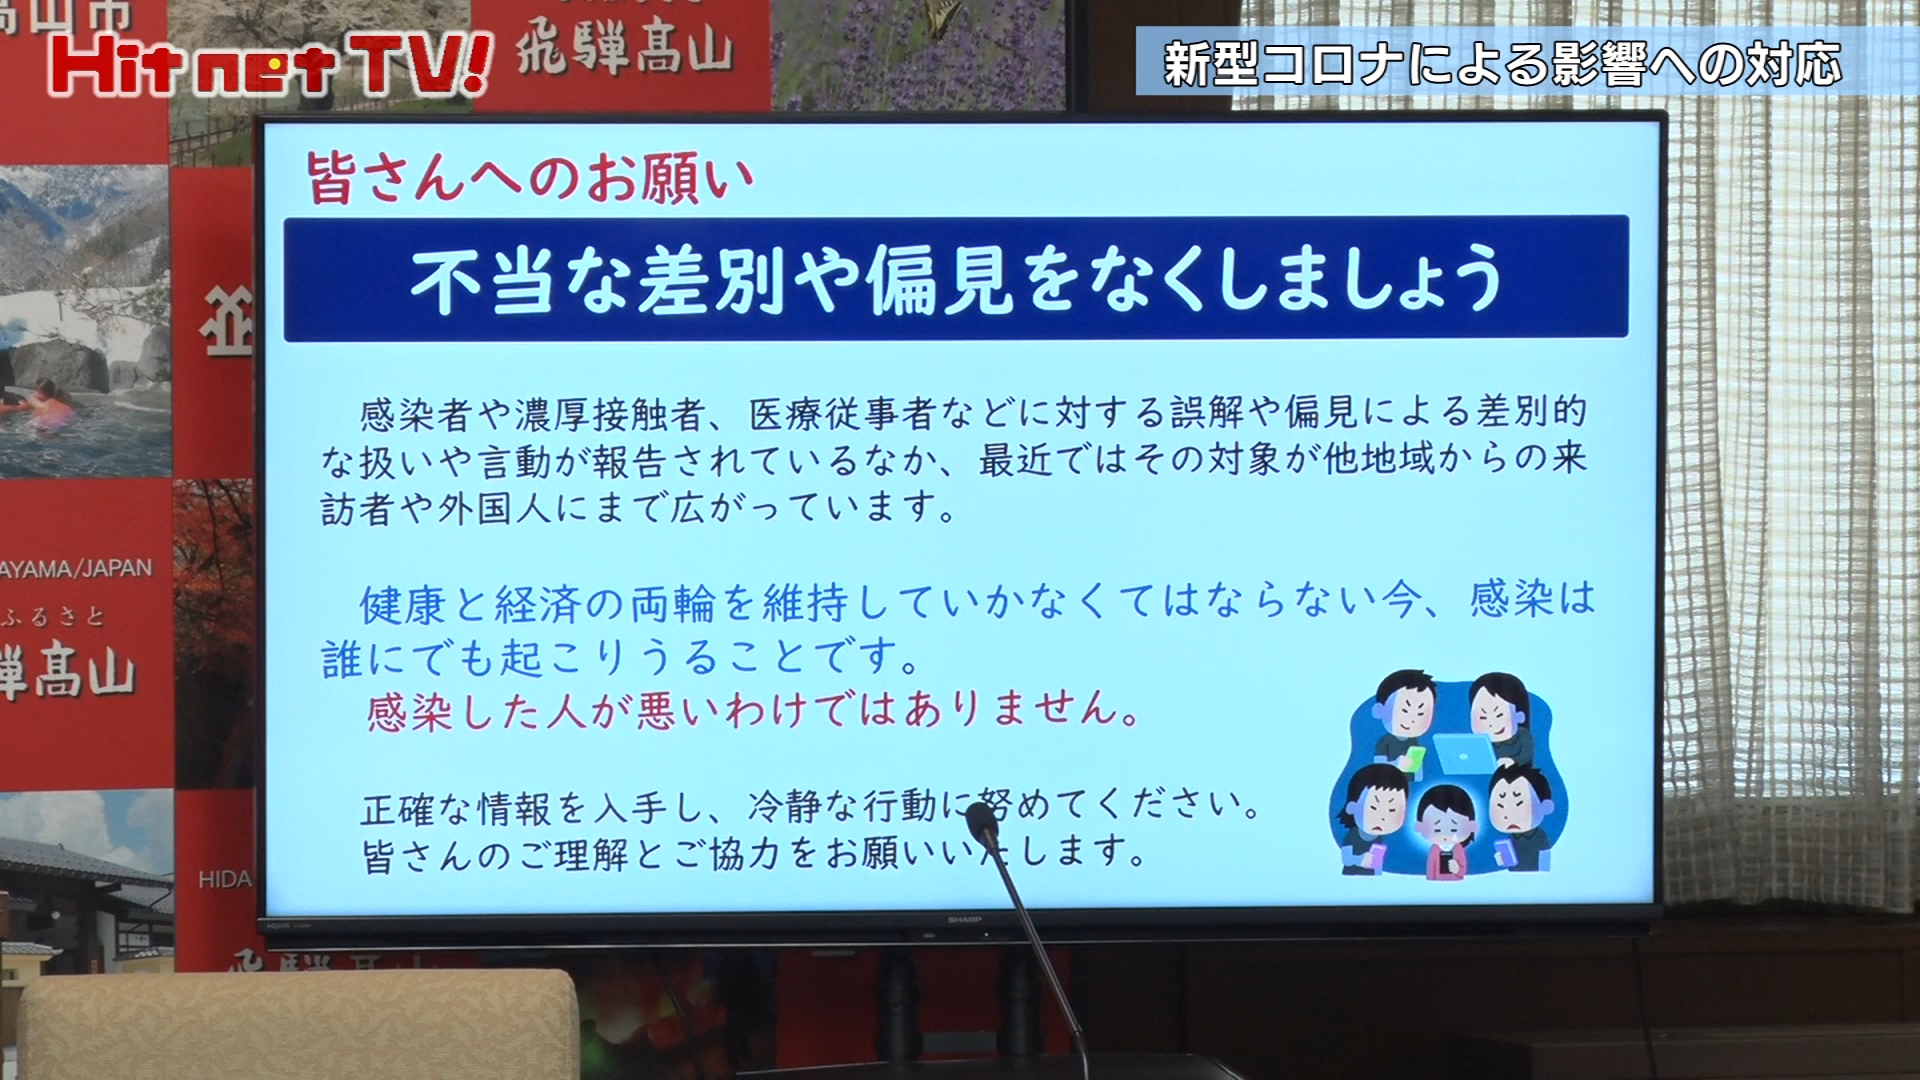 Hit net TV!
新型コロナによる影響への対応
飛騨高山
皆さんへのお願い
不当な差別や偏見をなくしましょう
感染者や濃厚接触者、医療従事者などに対する誤解や偏見による差別的
な扱いや言動が報告されているなか、最近ではその対象が他地域からの来
訪者や外国人にまで広がっています。
健康と経済の両輪を維持していかなくてはならない今、感染は
誰にでも起こりうることです。
感染した人が悪いわけではありません。
正確な情報を入手し、冷静な行動に努めてください。
皆さんのご理解とご協力をお願いいたします。
AYAMA/JAPAN
ふるさと
騨高山
HIDA
SHARP